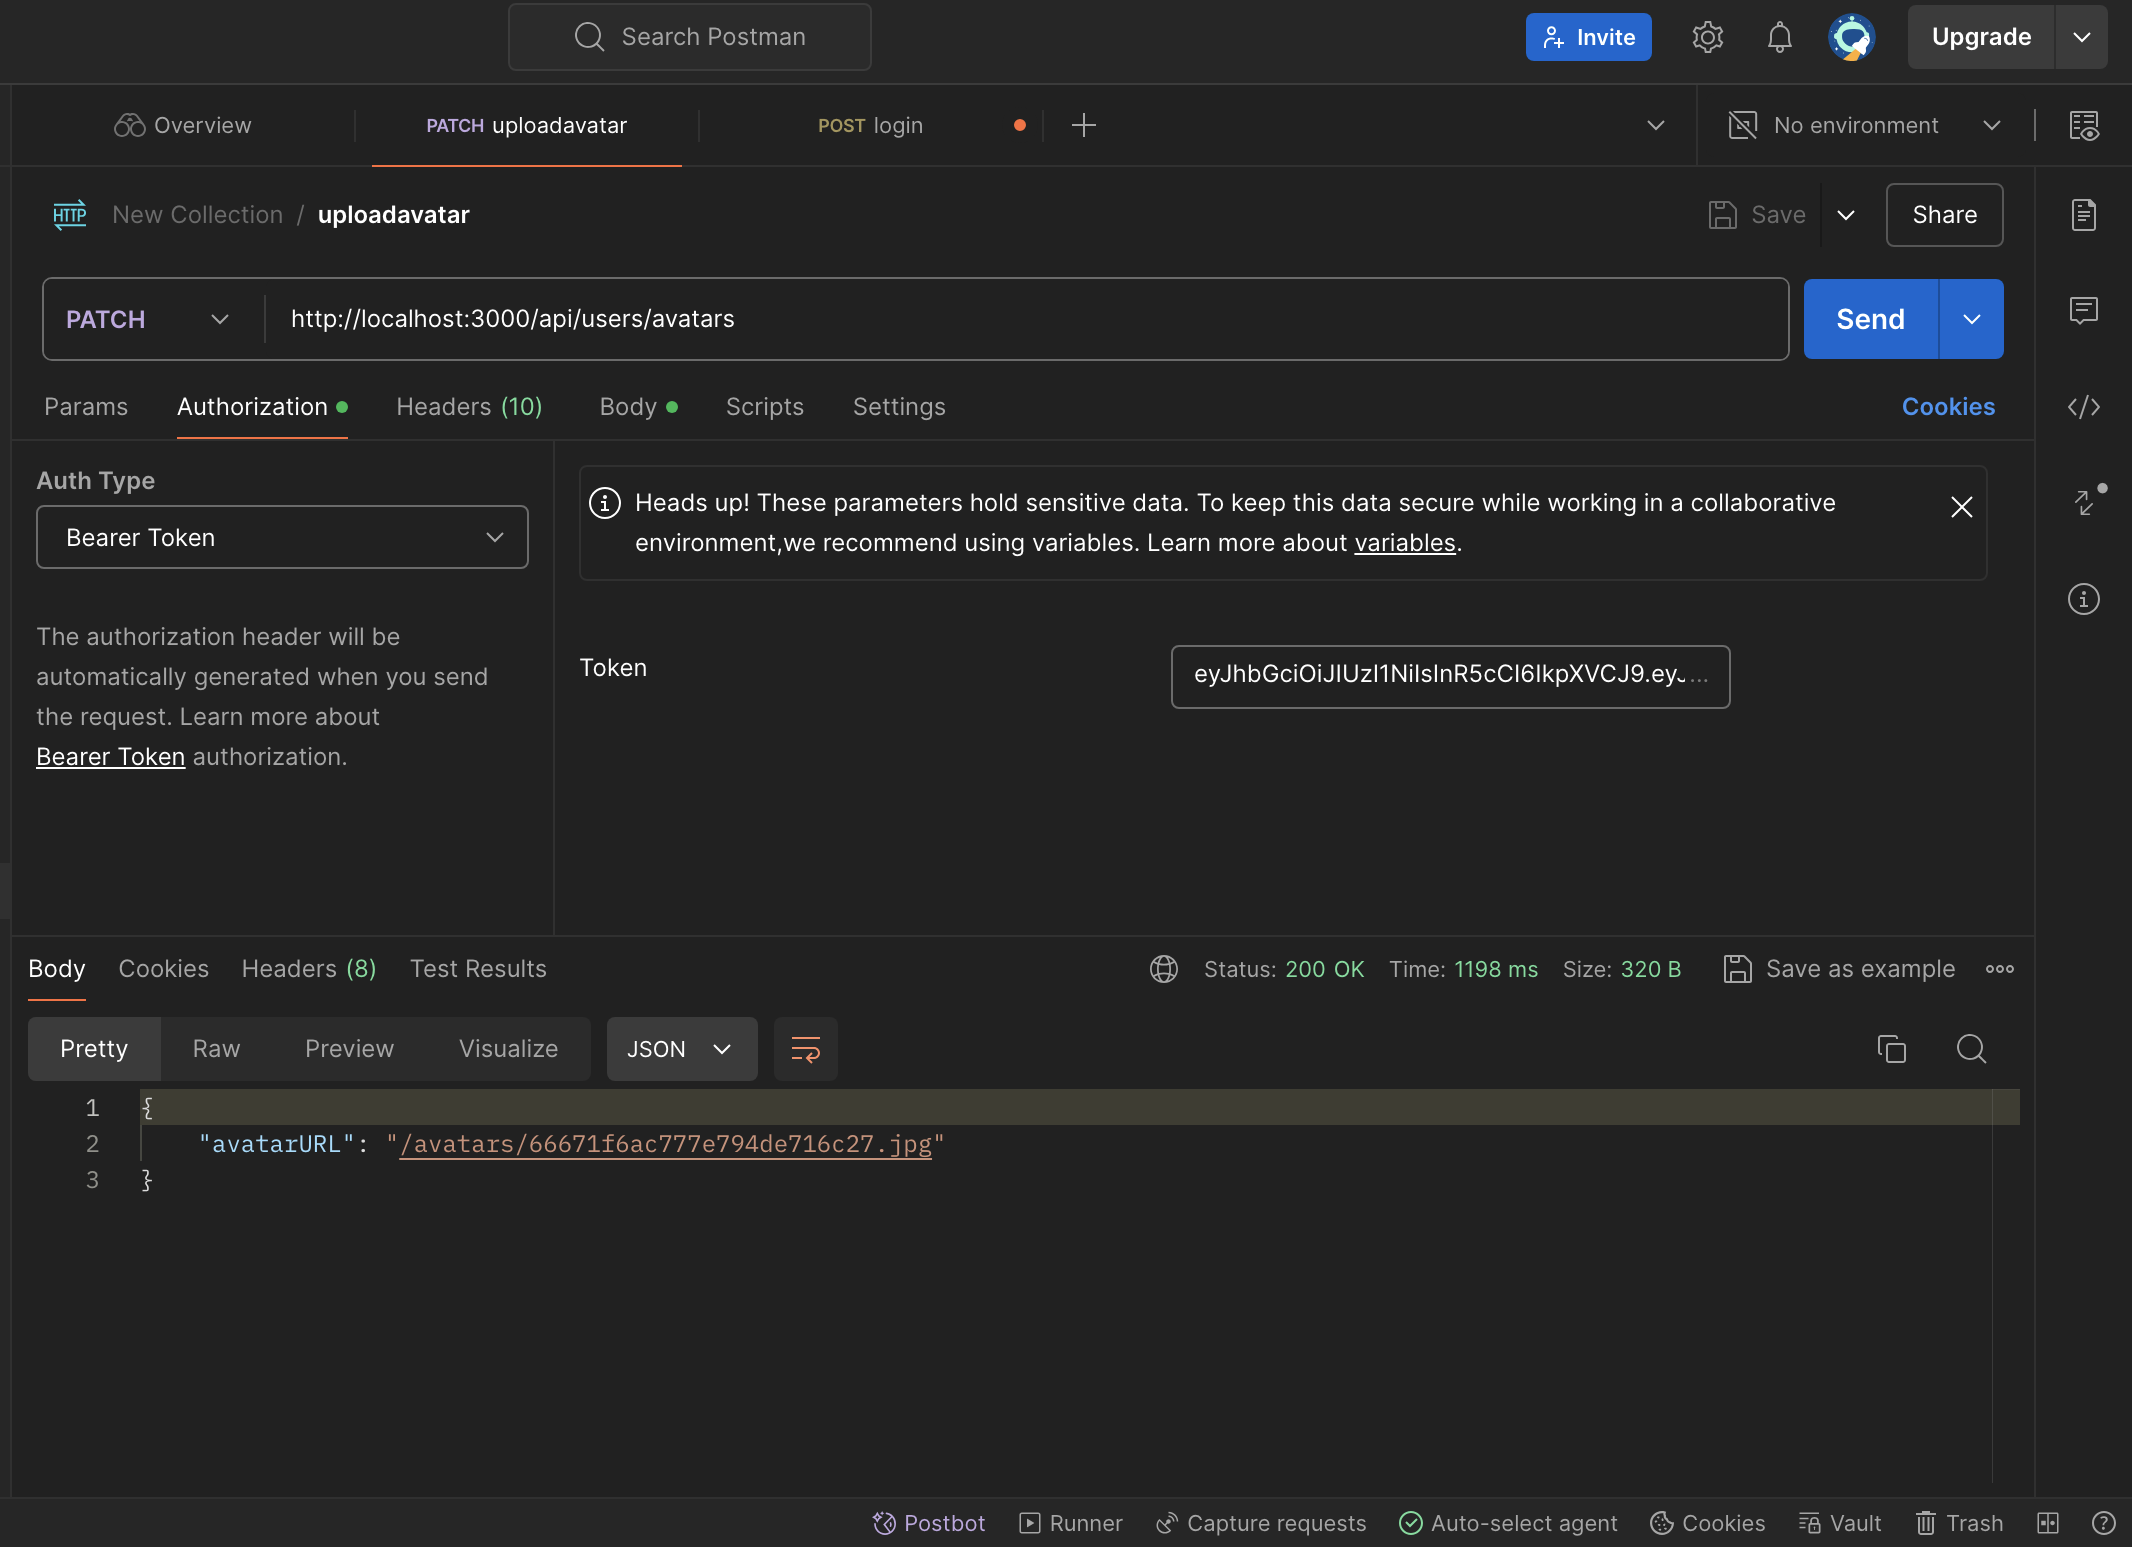 Search Postman
Invite
Upgrade
Overview
PATCH uploadavatar
POST login
No environment
HTTP New Collection / uploadavatar
Save
Share
PATCH http://localhost:3000/api/users/avatars
Send
Params Authorization Headers (10) Body Scripts Settings
Cookies
Auth Type
Bearer Token
The authorization header will be
automatically generated when you send
the request. Learn more about
Bearer Token authorization.
Heads up! These parameters hold sensitive data. To keep this data secure while working in a collaborative
environment,we recommend using variables. Learn more about variables.
Token
eyJhbGciOiJIUzI1NiIsInR5cCI6IkpXVCJ9.eyJ...
Body Cookies Headers (8) Test Results
Status: 200 OK Time: 1198 ms Size: 320 B
Save as example
Pretty Raw Preview Visualize JSON
1 {
2 "avatarURL": "/avatars/66671f6ac777e794de716c27.jpg"
3 }
Postbot Runner Capture requests Auto-select agent Cookies Vault Trash